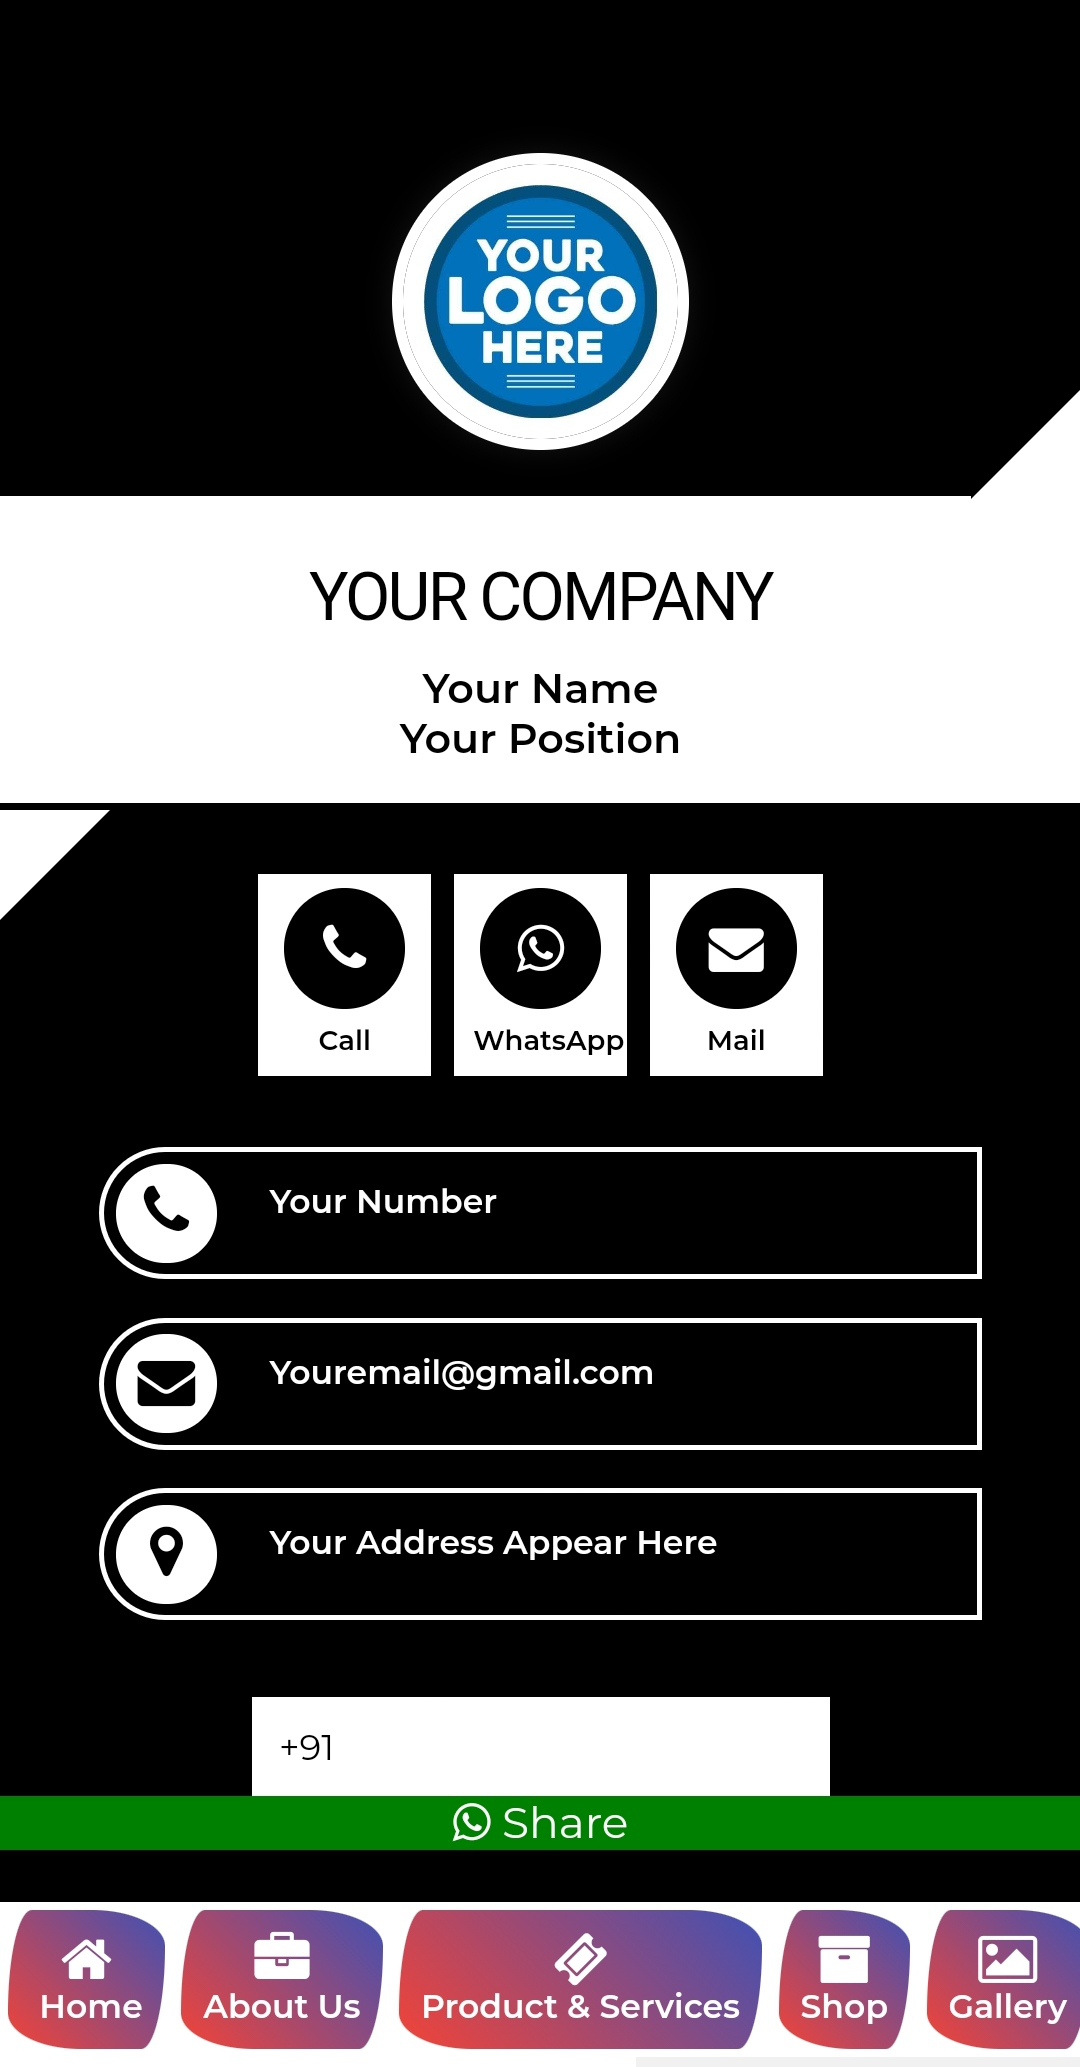 YOUR
LOGO
HERE
YOUR COMPANY
Your Name
Your Position
Call
WhatsApp
Mail
Your Number
Youremail@gmail.com
Your Address Appear Here
+91
Share
Home
About Us
Product & Services
Shop
Gallery